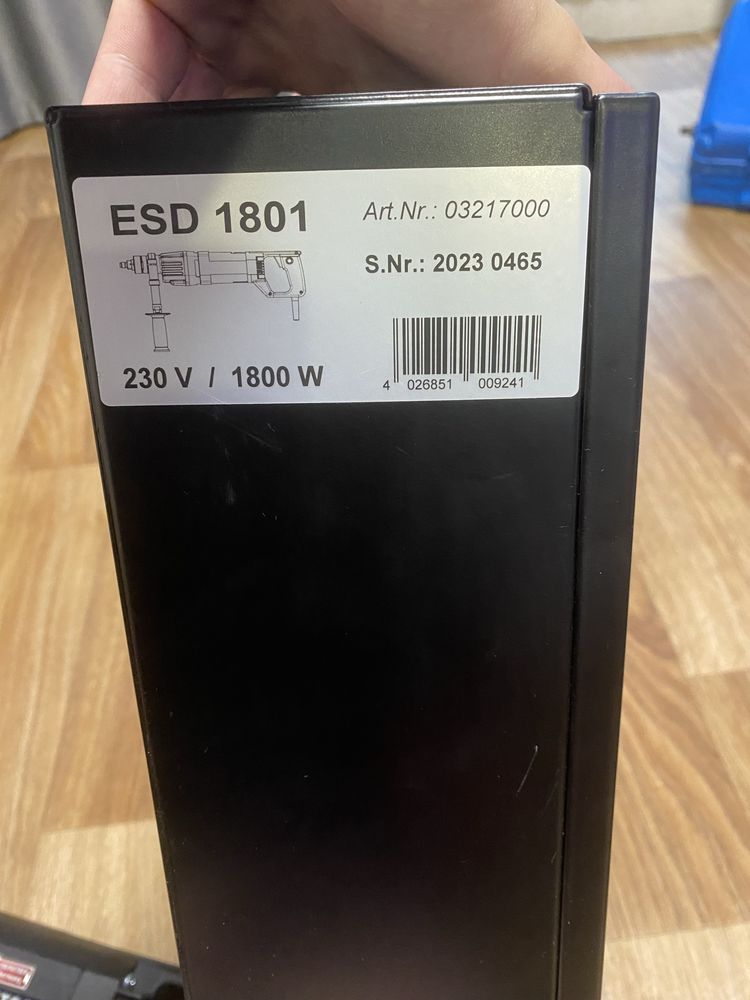 ESD 1801
Art.Nr.: 03217000
S.Nr.: 2023 0465
230 V / 1800 W
4 026851 009241